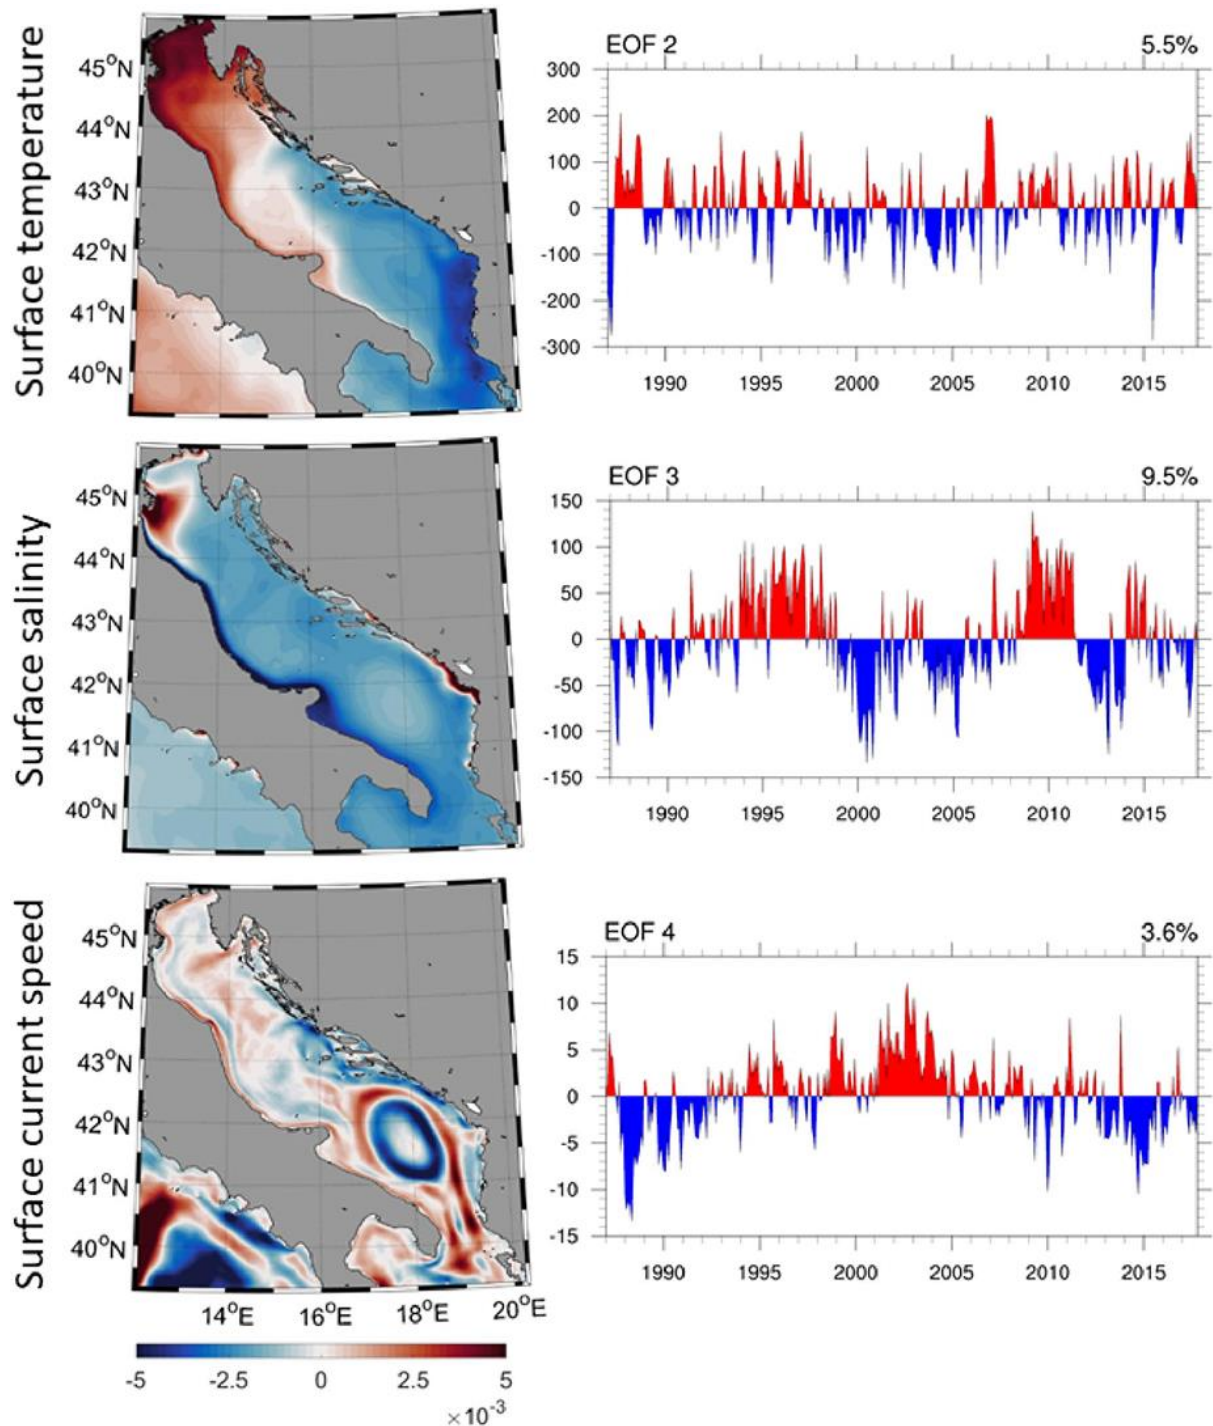 Surface temperature
45°N
44°N
43°N
42°N
41°N
40°N
EOF 2 5.5%
300
200
100
0
-100
-200
-300
1990 1995 2000 2005 2010 2015
Surface salinity
45°N
44°N
43°N
42°N
41°N
40°N
EOF 3 9.5%
150
100
50
0
-50
-100
-150
1990 1995 2000 2005 2010 2015
Surface current speed
45°N
44°N
43°N
42°N
41°N
40°N
14°E 16°E 18°E 20°E
EOF 4 3.6%
15
10
5
0
-5
-10
-15
1990 1995 2000 2005 2010 2015
-5 -2.5 0 2.5 5
×10⁻³